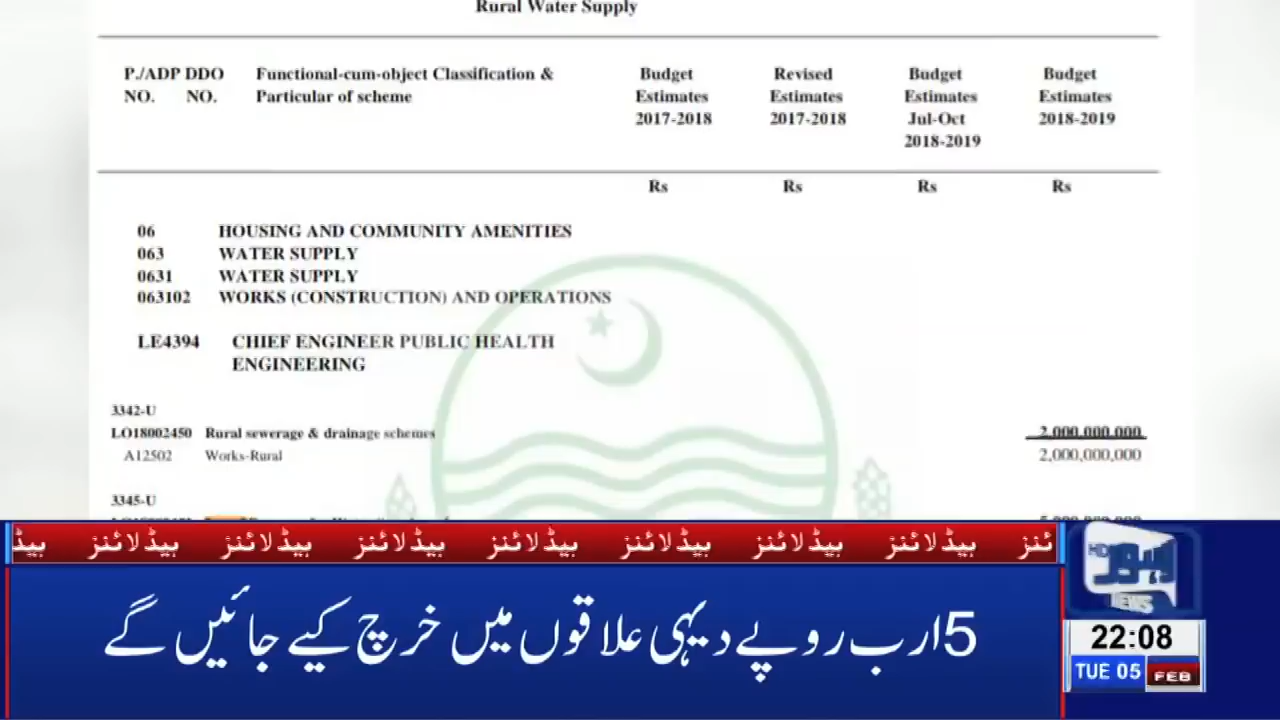 Rural Water Supply
P./ADP DDO Functional-cum-object Classification & Budget Revised Budget Budget
NO. NO. Particular of scheme Estimates Estimates Estimates Estimates
2017-2018 2017-2018 Jul-Oct 2018-2019
2018-2019
Rs Rs Rs Rs
06 HOUSING AND COMMUNITY AMENITIES
063 WATER SUPPLY
0631 WATER SUPPLY
063102 WORKS (CONSTRUCTION) AND OPERATIONS
LE4394 CHIEF ENGINEER PUBLIC HEALTH
ENGINEERING
3342-U
LO18002450 Rural sewerage & drainage schemes 2,000,000,000
A12502 Works-Rural 2,000,000,000
3345-U
ہیڈ ہیڈلائنز ہیڈلائنز ہیڈلائنز ہیڈلائنز ہیڈلائنز ہیڈلائنز ہیڈلائنز ئنز
5 ارب روپے دیہی علاقوں میں خرچ کیے جائیں گے
HD
NEWS
22:08
TUE 05 FEB